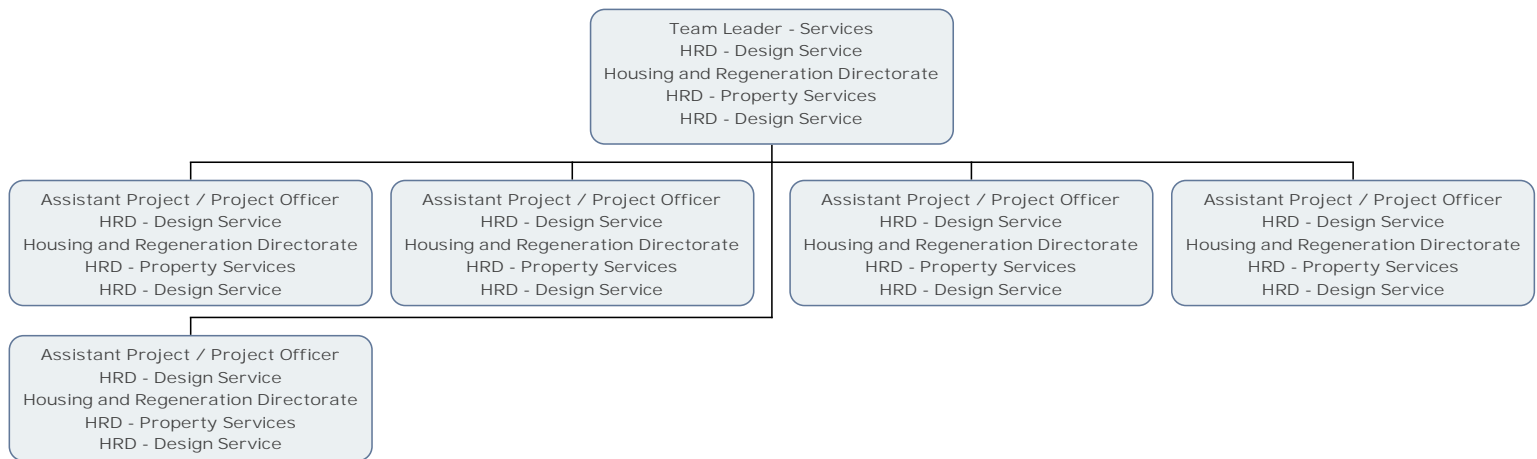 Team Leader - Services
HRD - Design Service
Housing and Regeneration Directorate
HRD - Property Services
HRD - Design Service
Assistant Project / Project Officer
HRD - Design Service
Housing and Regeneration Directorate
HRD - Property Services
HRD - Design Service
Assistant Project / Project Officer
HRD - Design Service
Housing and Regeneration Directorate
HRD - Property Services
HRD - Design Service
Assistant Project / Project Officer
HRD - Design Service
Housing and Regeneration Directorate
HRD - Property Services
HRD - Design Service
Assistant Project / Project Officer
HRD - Design Service
Housing and Regeneration Directorate
HRD - Property Services
HRD - Design Service
Assistant Project / Project Officer
HRD - Design Service
Housing and Regeneration Directorate
HRD - Property Services
HRD - Design Service